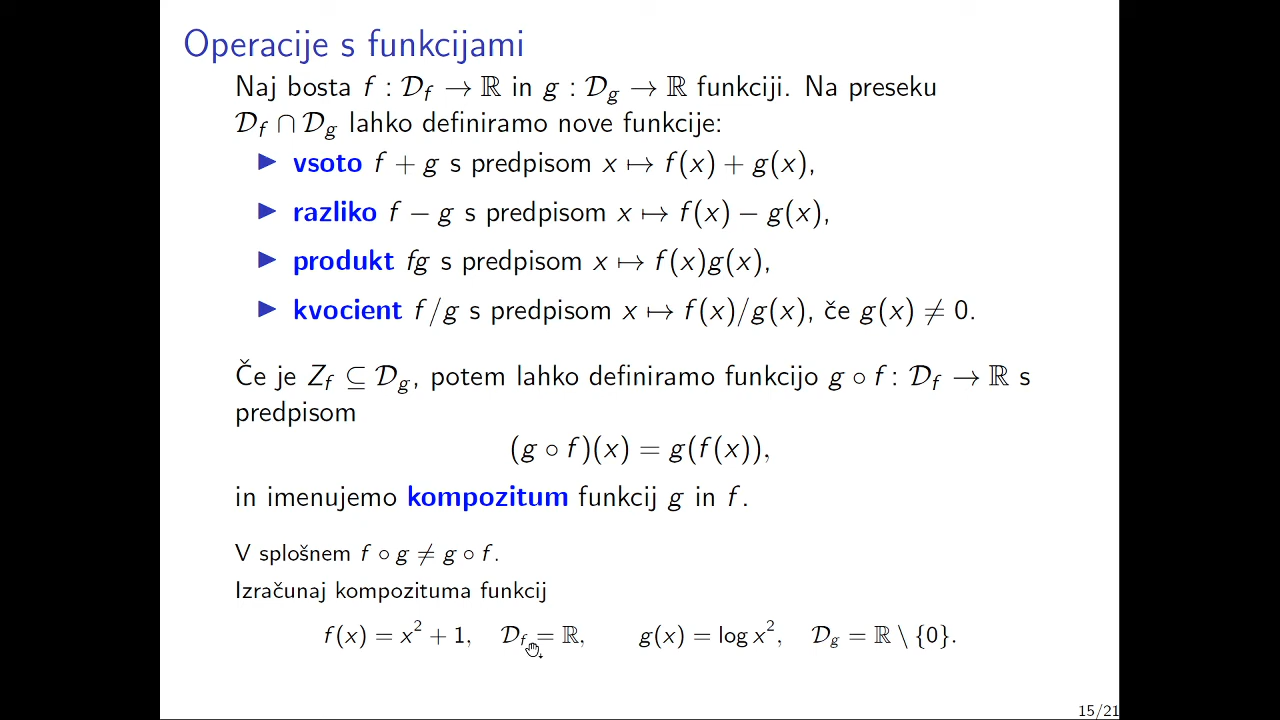 Operacije s funkcijami
Naj bosta f : 𝒟_f → ℝ in g : 𝒟_g → ℝ funkciji. Na preseku
𝒟_f ∩ 𝒟_g lahko definiramo nove funkcije:
▶ vsoto f + g s predpisom x ↦ f(x) + g(x),
▶ razliko f − g s predpisom x ↦ f(x) − g(x),
▶ produkt fg s predpisom x ↦ f(x)g(x),
▶ kvocient f/g s predpisom x ↦ f(x)/g(x), če g(x) ≠ 0.
Če je Z_f ⊆ 𝒟_g, potem lahko definiramo funkcijo g ∘ f : 𝒟_f → ℝ s
predpisom
(g ∘ f)(x) = g(f(x)),
in imenujemo kompozitum funkcij g in f.
V splošnem f ∘ g ≠ g ∘ f.
Izračunaj kompozituma funkcij
f(x) = x² + 1, 𝒟_f = ℝ, g(x) = log x², 𝒟_g = ℝ \ {0}.
15/21